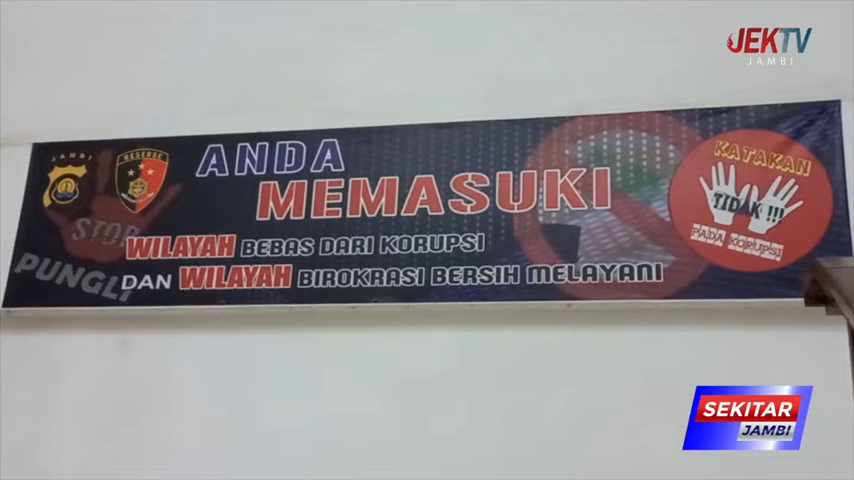 JEKTV
JAMBI
JAMBI
RESERSE
ANDA
MEMASUKI
WILAYAH BEBAS DARI KORUPSI
DAN WILAYAH BIROKRASI BERSIH MELAYANI
STOP
PUNGLI
KATAKAN
TIDAK !!!
PADA KORUPSI
SEKITAR
JAMBI